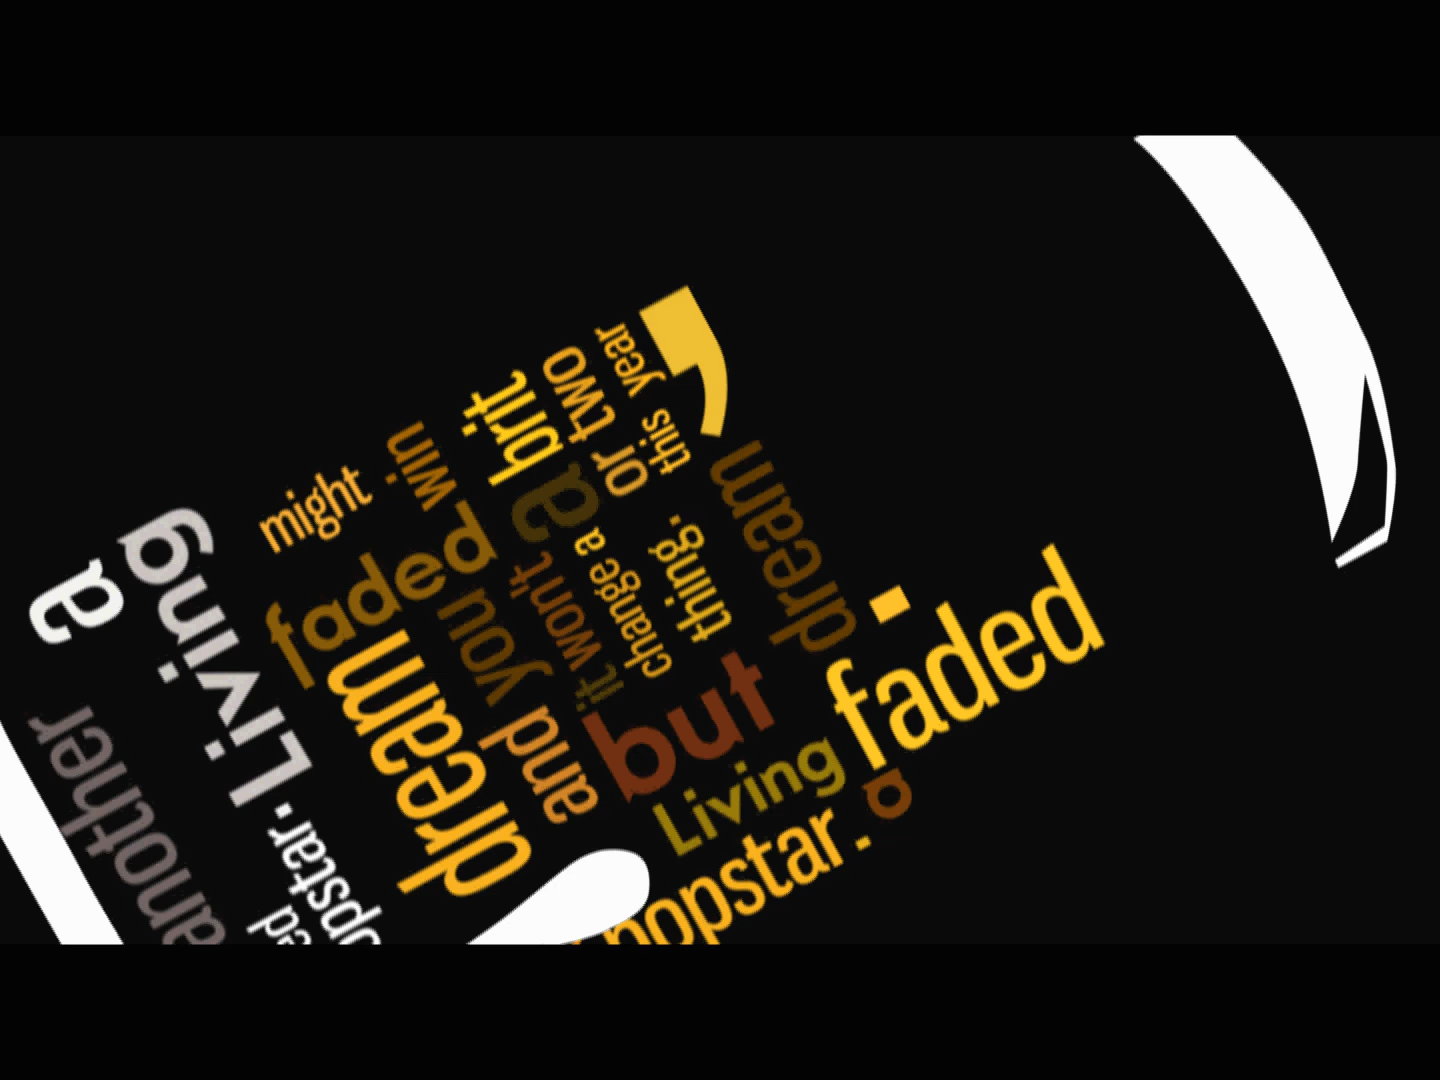 another
a
Living
popstar.
might
win
a
brit
or two
this year
,
faded
dream
and you
it won't
change a
thing.
but
dream
.
Living
a
faded
popstar.